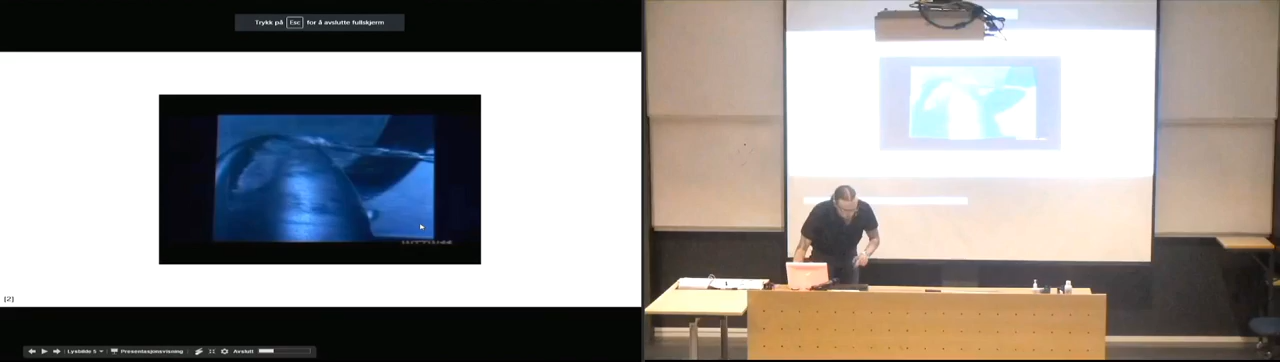 Trykk på Esc for å avslutte fullskjerm
[2]
Lysbilde 5 Presentasjonsvisning Avslutt